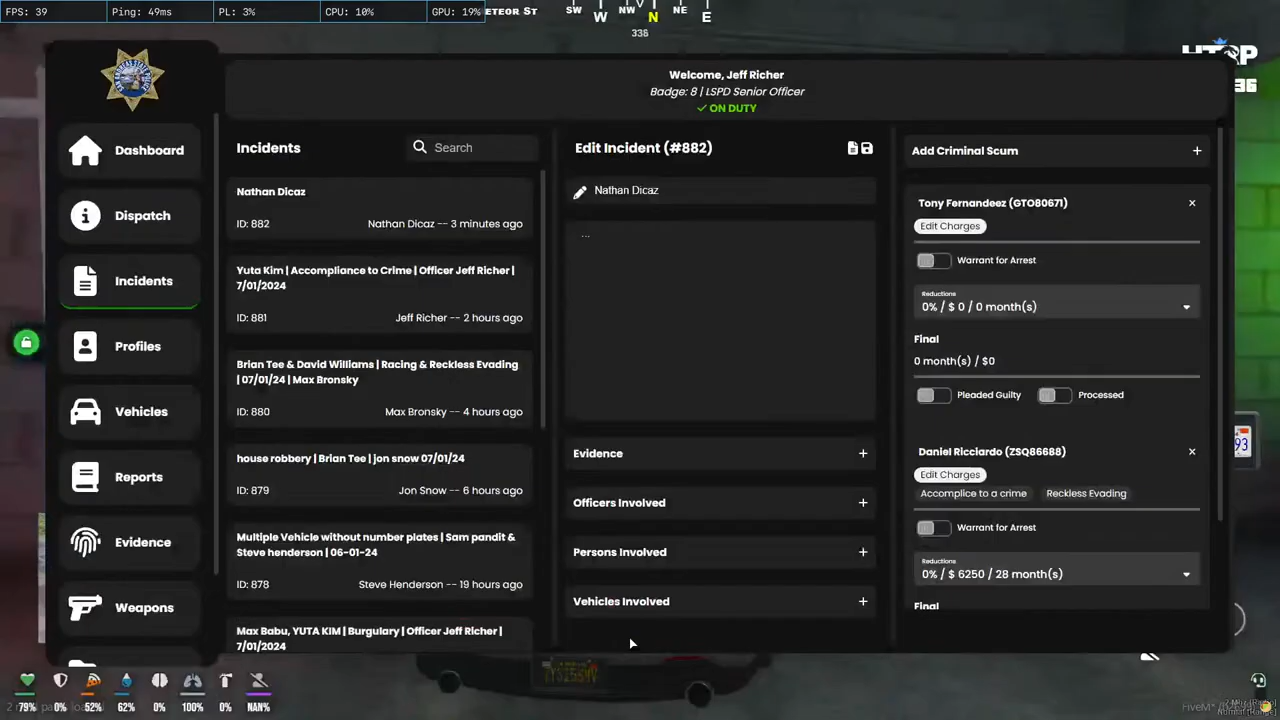 FPS: 39
Ping: 49ms
PL: 3%
CPU: 10%
GPU: 19%
METEOR ST
SW
W
NW
N
NE
E
336
36
Welcome, Jeff Richer
Badge: 8 | LSPD Senior Officer
ON DUTY
Dashboard
Dispatch
Incidents
Profiles
Vehicles
Reports
Evidence
Weapons
Incidents
Search
Nathan Dicaz
ID: 882
Nathan Dicaz -- 3 minutes ago
Yuta Kim | Accompliance to Crime | Officer Jeff Richer |
7/01/2024
ID: 881
Jeff Richer -- 2 hours ago
Brian Tee & David Williams | Racing & Reckless Evading
| 07/01/24 | Max Bronsky
ID: 880
Max Bronsky -- 4 hours ago
house robbery | Brian Tee | jon snow 07/01/24
ID: 879
Jon Snow -- 6 hours ago
Multiple Vehicle without number plates | Sam pandit &
Steve henderson | 06-01-24
ID: 878
Steve Henderson -- 19 hours ago
Max Babu, YUTA KIM | Burgulary | Officer Jeff Richer |
7/01/2024
Edit Incident (#882)
Nathan Dicaz
...
Evidence
Officers Involved
Persons Involved
Vehicles Involved
Add Criminal Scum
Tony Fernandeez (GTO80671)
Edit Charges
Warrant for Arrest
Reductions
0% / $ 0 / 0 month(s)
Final
0 month(s) / $0
Pleaded Guilty
Processed
Daniel Ricciardo (ZSQ86688)
Edit Charges
Accomplice to a crime
Reckless Evading
Warrant for Arrest
Reductions
0% / $ 6250 / 28 month(s)
Final
93
79%
0%
52%
62%
0%
100%
0%
NAN%